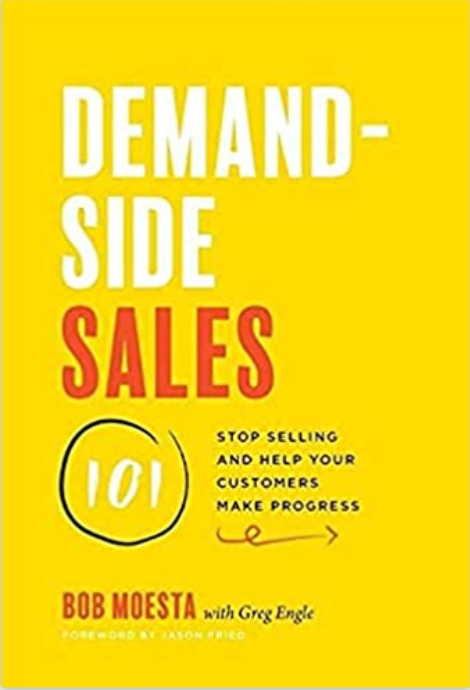 DEMAND-
SIDE
SALES
101
STOP SELLING
AND HELP YOUR
CUSTOMERS
MAKE PROGRESS
BOB MOESTA with Greg Engle
FOREWORD BY JASON FRIED